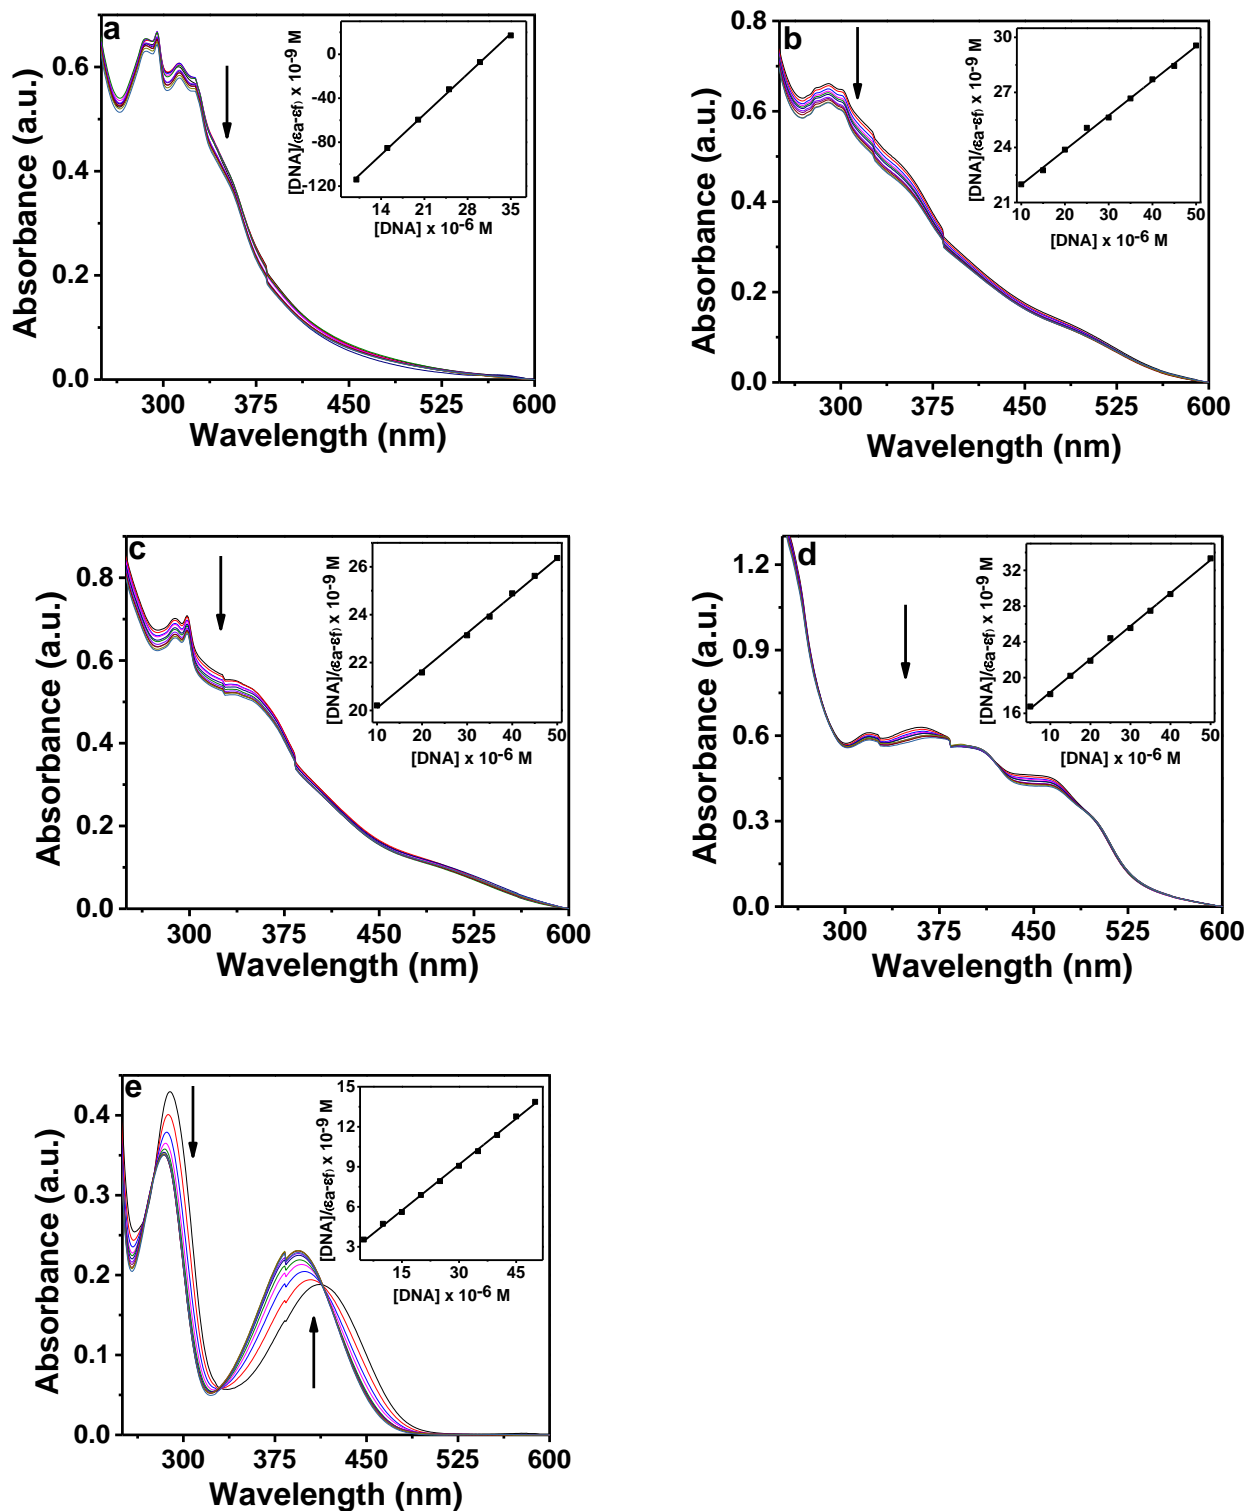 a
Absorbance (a.u.)
0.6
0.4
0.2
0.0
300 375 450 525 600
Wavelength (nm)
[DNA]/(εa-εf) x 10-9 M
0
-40
-80
-120
14 21 28 35
[DNA] x 10-6 M
b
Absorbance (a.u.)
0.8
0.6
0.4
0.2
0.0
300 375 450 525 600
Wavelength (nm)
[DNA]/(εa-εf) x 10-9 M
30
27
24
21
10 20 30 40 50
[DNA] x 10-6 M
c
Absorbance (a.u.)
0.8
0.6
0.4
0.2
0.0
300 375 450 525 600
Wavelength (nm)
[DNA]/(εa-εf) x 10-9 M
26
24
22
20
10 20 30 40 50
[DNA] x 10-6 M
d
Absorbance (a.u.)
1.2
0.9
0.6
0.3
0.0
300 375 450 525 600
Wavelength (nm)
[DNA]/(εa-εf) x 10-9 M
32
28
24
20
16
10 20 30 40 50
[DNA] x 10-6 M
e
Absorbance (a.u.)
0.4
0.3
0.2
0.1
0.0
300 375 450 525 600
Wavelength (nm)
[DNA]/(εa-εf) x 10-9 M
15
12
9
6
3
15 30 45
[DNA] x 10-6 M